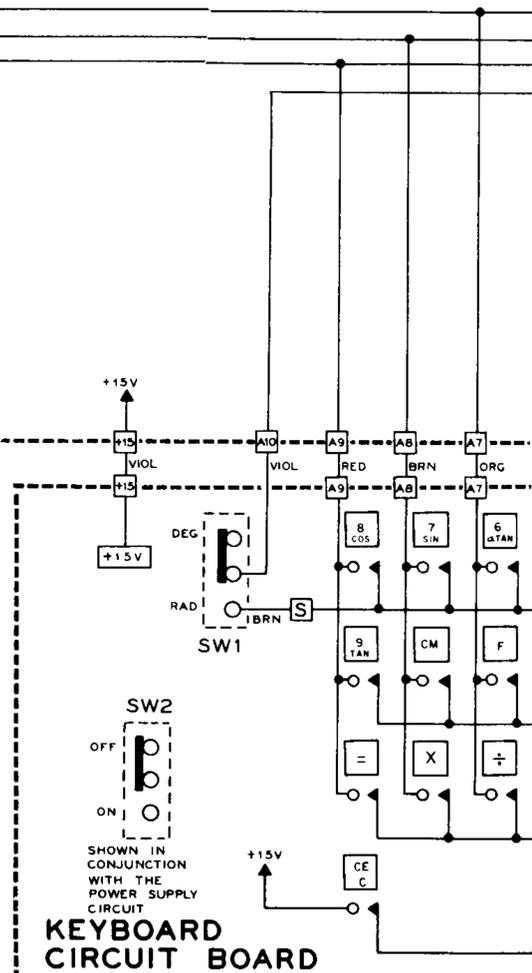 +15V
+15 A10 A9 A8 A7
VIOL VIOL RED BRN ORG
+15 A9 A8 A7
+15V
DEG
RAD
BRN
S
SW1
8
COS
7
SIN
6
aTAN
9
TAN
CM
F
=
X
÷
SW2
OFF
ON
SHOWN IN
CONJUNCTION
WITH THE
POWER SUPPLY
CIRCUIT
+15V
CE
C
KEYBOARD
CIRCUIT BOARD